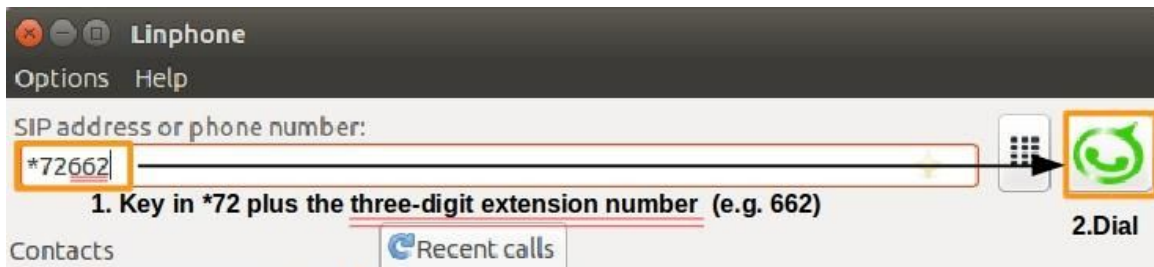 Linphone
Options Help
SIP address or phone number:
*72662
1. Key in *72 plus the three-digit extension number (e.g. 662)
2.Dial
Contacts
Recent calls